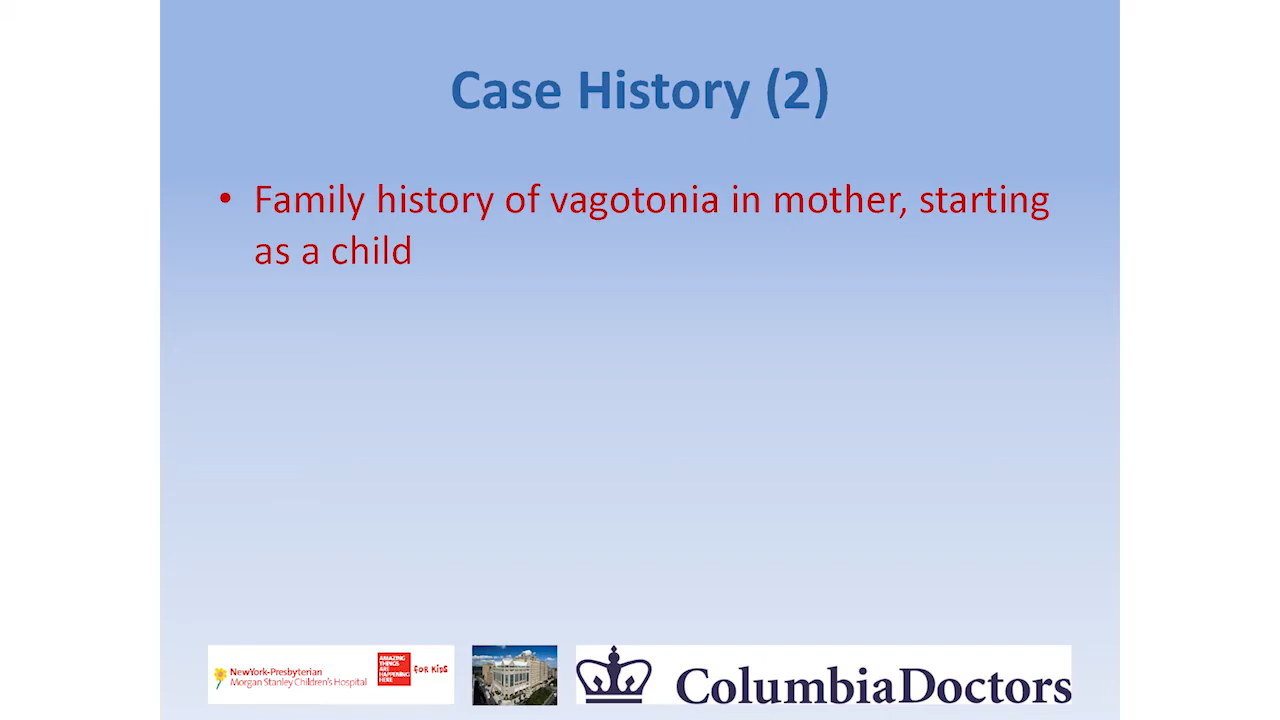 Case History (2)
• Family history of vagotonia in mother, starting
as a child
NewYork-Presbyterian
Morgan Stanley Children's Hospital
AMAZING
THINGS
ARE
HAPPENING
HERE
FOR KiDS
ColumbiaDoctors